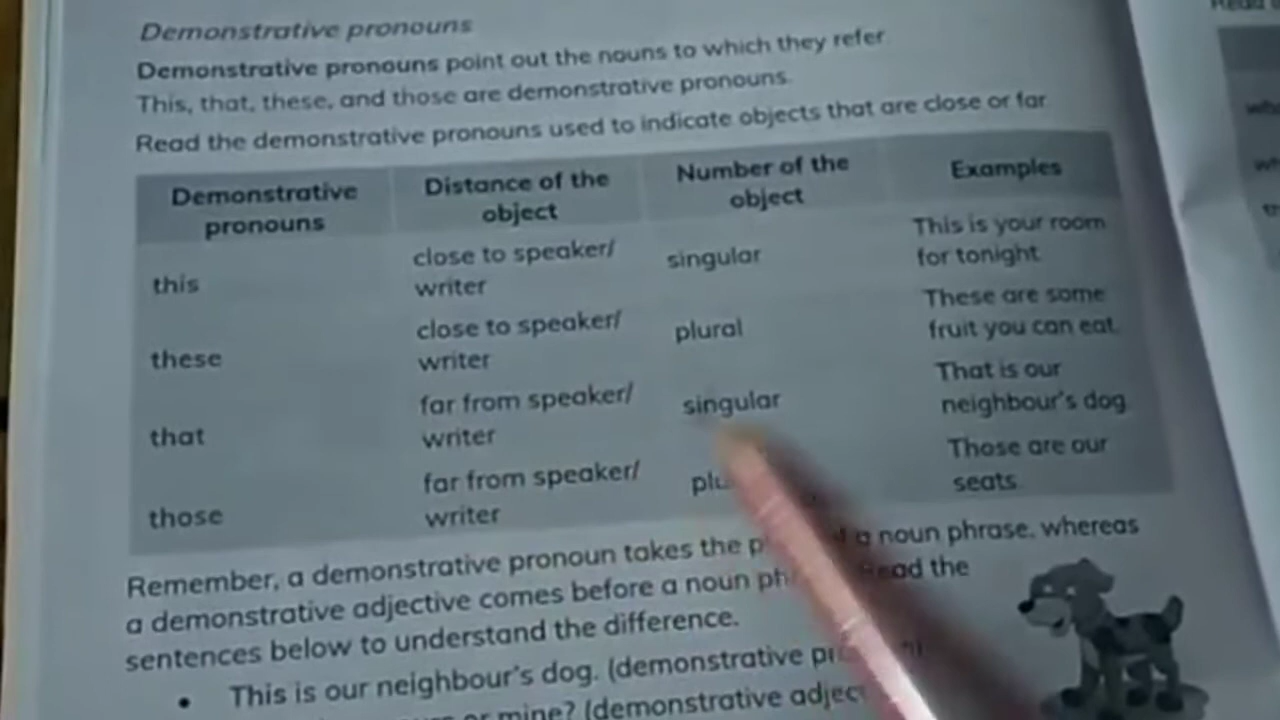 Demonstrative pronouns
Demonstrative pronouns point out the nouns to which they refer.
This, that, these, and those are demonstrative pronouns.
Read the demonstrative pronouns used to indicate objects that are close or far.
Demonstrative pronouns
Distance of the object
Number of the object
Examples
this
close to speaker/ writer
singular
This is your room for tonight.
these
close to speaker/ writer
plural
These are some fruit you can eat.
that
far from speaker/ writer
singular
That is our neighbour's dog.
those
far from speaker/ writer
Those are our seats.
Remember, a demonstrative pronoun takes the a noun phrase, whereas
a demonstrative adjective comes before a noun the
sentences below to understand the difference.
• This is our neighbour's dog. (demonstrative
or mine? (demonstrative